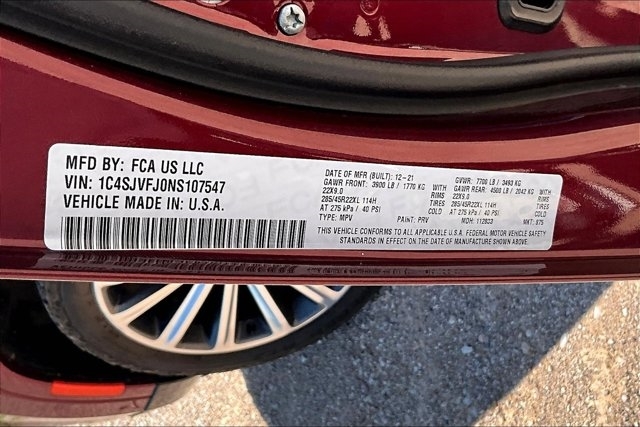 MFD BY: FCA US LLC
VIN: 1C4SJVFJ0NS107547
VEHICLE MADE IN: U.S.A.
DATE OF MFR (BUILT): 12-21 GVWR: 7700 LB / 3493 KG
GAWR FRONT: 3900 LB / 1770 KG WITH GAWR REAR: 4500 LB / 2042 KG WITH
22X9.0 RIMS 22X9.0 RIMS
285/45R22XL 114H TIRES 285/45R22XL 114H TIRES
AT 275 kPa / 40 PSI COLD AT 275 kPa / 40 PSI COLD
TYPE: MPV PAINT: PRV MDH: 112833 MKT: 875
THIS VEHICLE CONFORMS TO ALL APPLICABLE U.S.A. FEDERAL MOTOR VEHICLE SAFETY
STANDARDS IN EFFECT ON THE DATE OF MANUFACTURE SHOWN ABOVE.